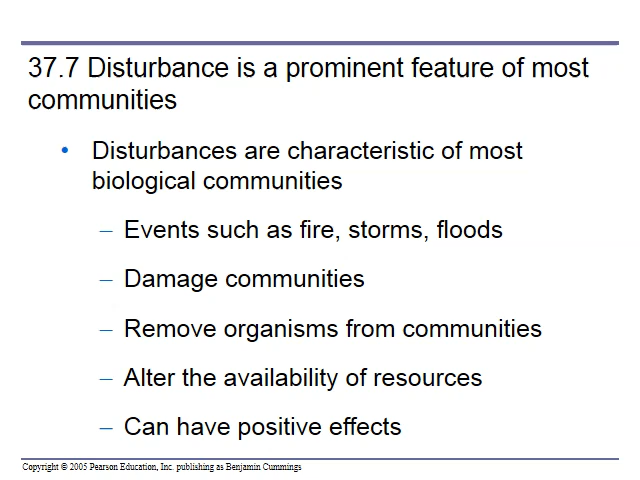 37.7 Disturbance is a prominent feature of most
communities
• Disturbances are characteristic of most
biological communities
– Events such as fire, storms, floods
– Damage communities
– Remove organisms from communities
– Alter the availability of resources
– Can have positive effects
Copyright © 2005 Pearson Education, Inc. publishing as Benjamin Cummings